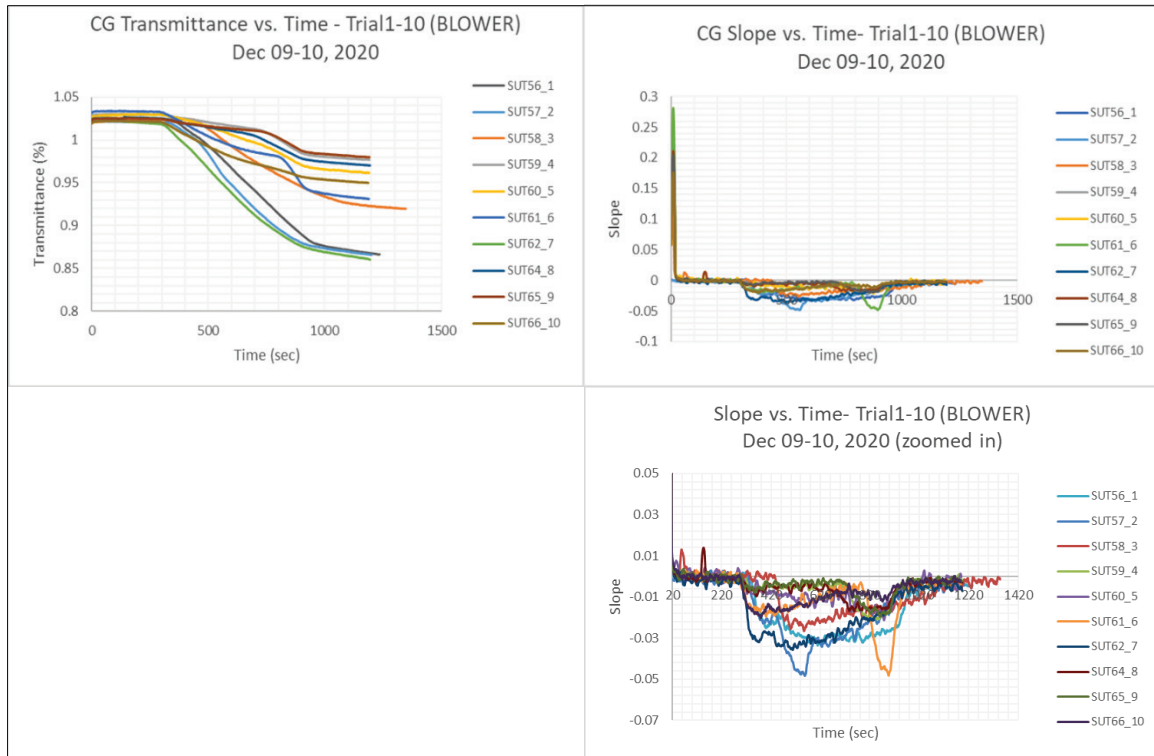 CG Transmittance vs. Time - Trial1-10 (BLOWER)
Dec 09-10, 2020
1.05
1
0.95
0.9
0.85
0.8
Transmittance (%)
0
500
1000
1500
Time (sec)
SUT56_1
SUT57_2
SUT58_3
SUT59_4
SUT60_5
SUT61_6
SUT62_7
SUT64_8
SUT65_9
SUT66_10
CG Slope vs. Time- Trial1-10 (BLOWER)
Dec 09-10, 2020
0.3
0.25
0.2
0.15
0.1
0.05
0
-0.05
-0.1
Slope
0
500
1000
1500
Time (sec)
SUT56_1
SUT57_2
SUT58_3
SUT59_4
SUT60_5
SUT61_6
SUT62_7
SUT64_8
SUT65_9
SUT66_10
Slope vs. Time- Trial1-10 (BLOWER)
Dec 09-10, 2020 (zoomed in)
0.05
0.03
0.01
-0.01
-0.03
-0.05
-0.07
Slope
20
220
420
620
1220
1420
Time (sec)
SUT56_1
SUT57_2
SUT58_3
SUT59_4
SUT60_5
SUT61_6
SUT62_7
SUT64_8
SUT65_9
SUT66_10